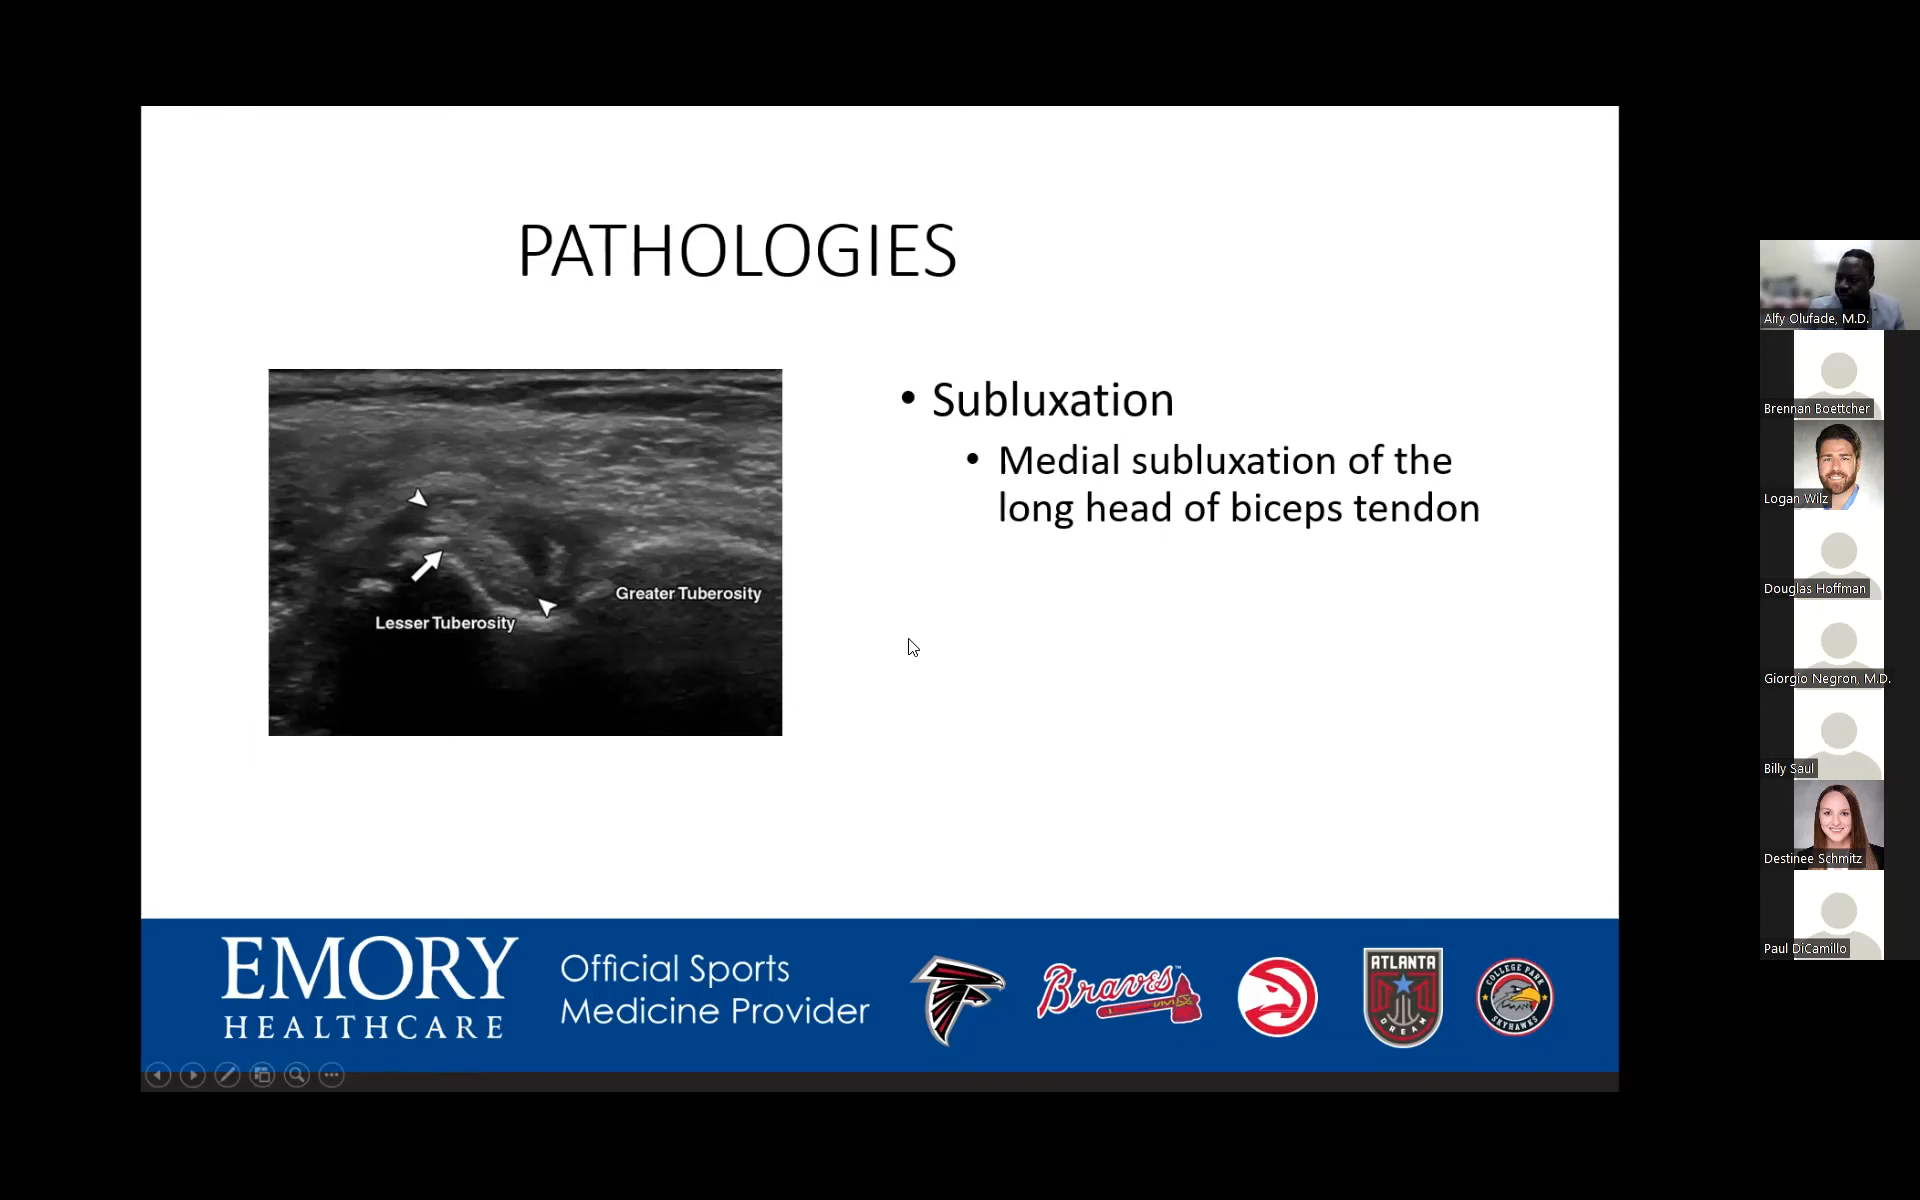 PATHOLOGIES
Greater Tuberosity
Lesser Tuberosity
• Subluxation
• Medial subluxation of the
long head of biceps tendon
EMORY
HEALTHCARE
Official Sports
Medicine Provider
Braves
ATLANTA
DREAM
COLLEGE PARK
SKYHAWKS
Alfy Olufade, M.D.
Brennan Boettcher
Logan Wilz
Douglas Hoffman
Giorgio Negron, M.D.
Billy Saul
Destinee Schmitz
Paul DiCamillo